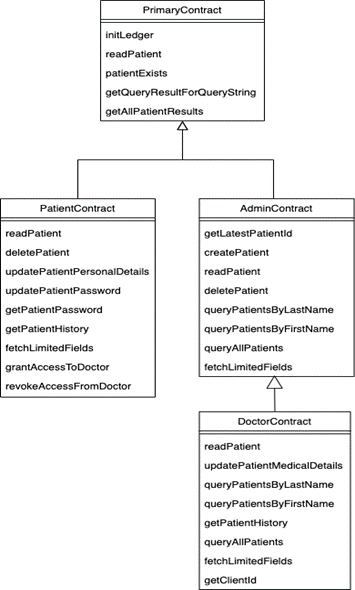 PrimaryContract
initLedger
readPatient
patientExists
getQueryResultForQueryString
getAllPatientResults
PatientContract
readPatient
deletePatient
updatePatientPersonalDetails
updatePatientPassword
getPatientPassword
getPatientHistory
fetchLimitedFields
grantAccessToDoctor
revokeAccessFromDoctor
AdminContract
getLatestPatientId
createPatient
readPatient
deletePatient
queryPatientsByLastName
queryPatientsByFirstName
queryAllPatients
fetchLimitedFields
DoctorContract
readPatient
updatePatientMedicalDetails
queryPatientsByLastName
queryPatientsByFirstName
getPatientHistory
queryAllPatients
fetchLimitedFields
getClientId